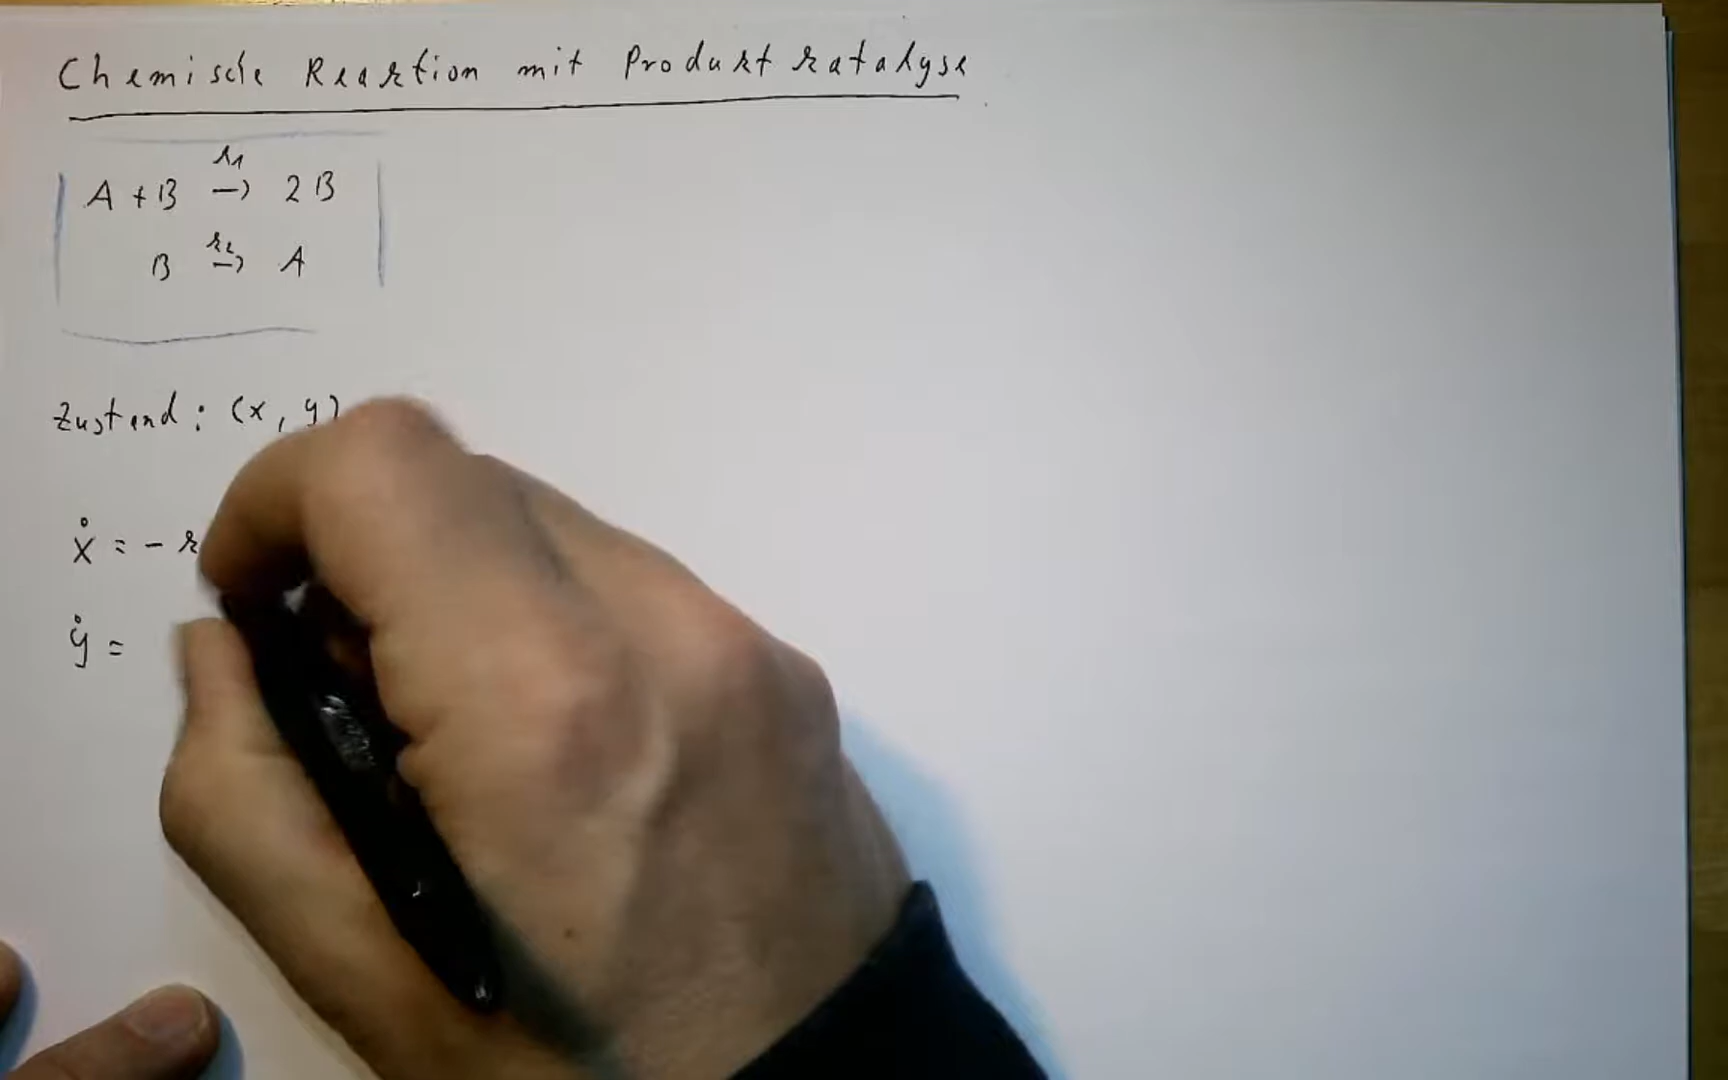 Chemische Reaktion mit Produktkatalyse
k₁
A + B → 2B
k₂
B → A
Zustand: (x, y)
ẋ = - k
ẏ =